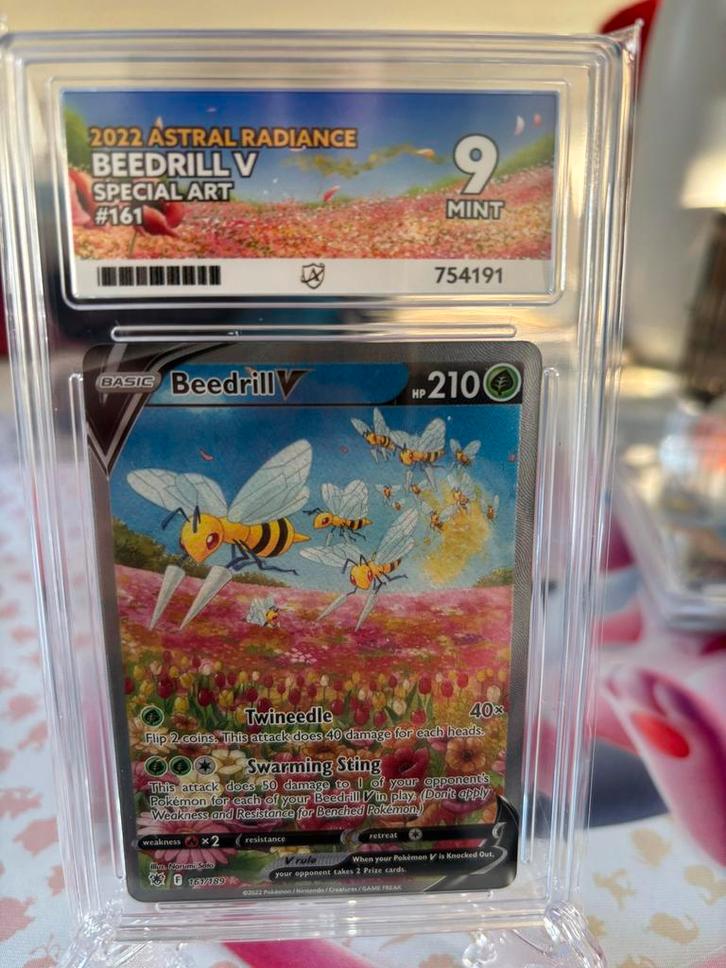 2022 ASTRAL RADIANCE
BEEDRILL V
SPECIAL ART
#161
9
MINT
754191
BASIC Beedrill V HP 210
Twineedle 40×
Flip 2 coins. This attack does 40 damage for each heads.
Swarming Sting
This attack does 50 damage to 1 of your opponent's
Pokémon for each of your Beedrill V in play. (Don't apply
Weakness and Resistance for Benched Pokémon.)
weakness ×2 resistance retreat
V rule When your Pokémon V is Knocked Out,
your opponent takes 2 Prize cards.
Illus. Narumi Sato
F 161/189
©2022 Pokémon / Nintendo / Creatures / GAME FREAK